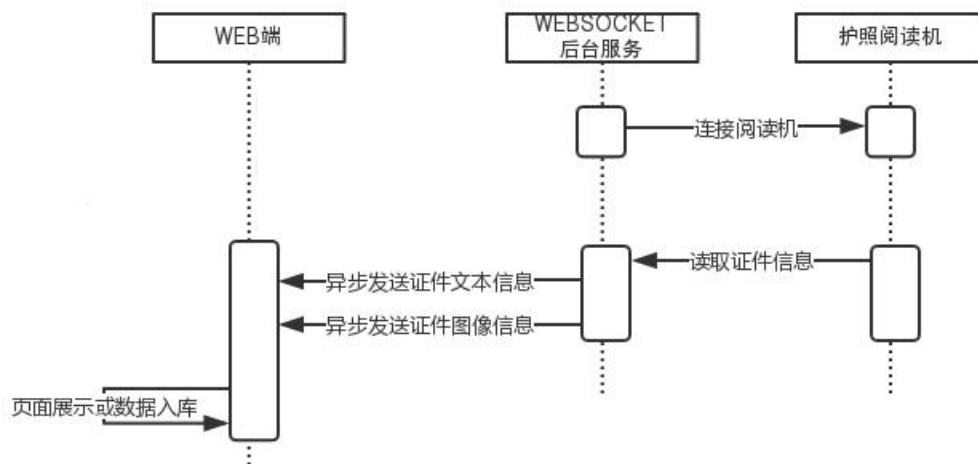 WEB端
WEBSOCKET
后台服务
护照阅读机
连接阅读机
读取证件信息
异步发送证件文本信息
异步发送证件图像信息
页面展示或数据入库